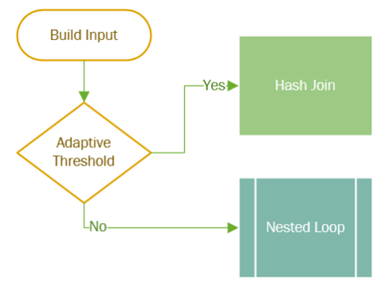 Build Input
Yes
Hash Join
Adaptive
Threshold
No
Nested Loop